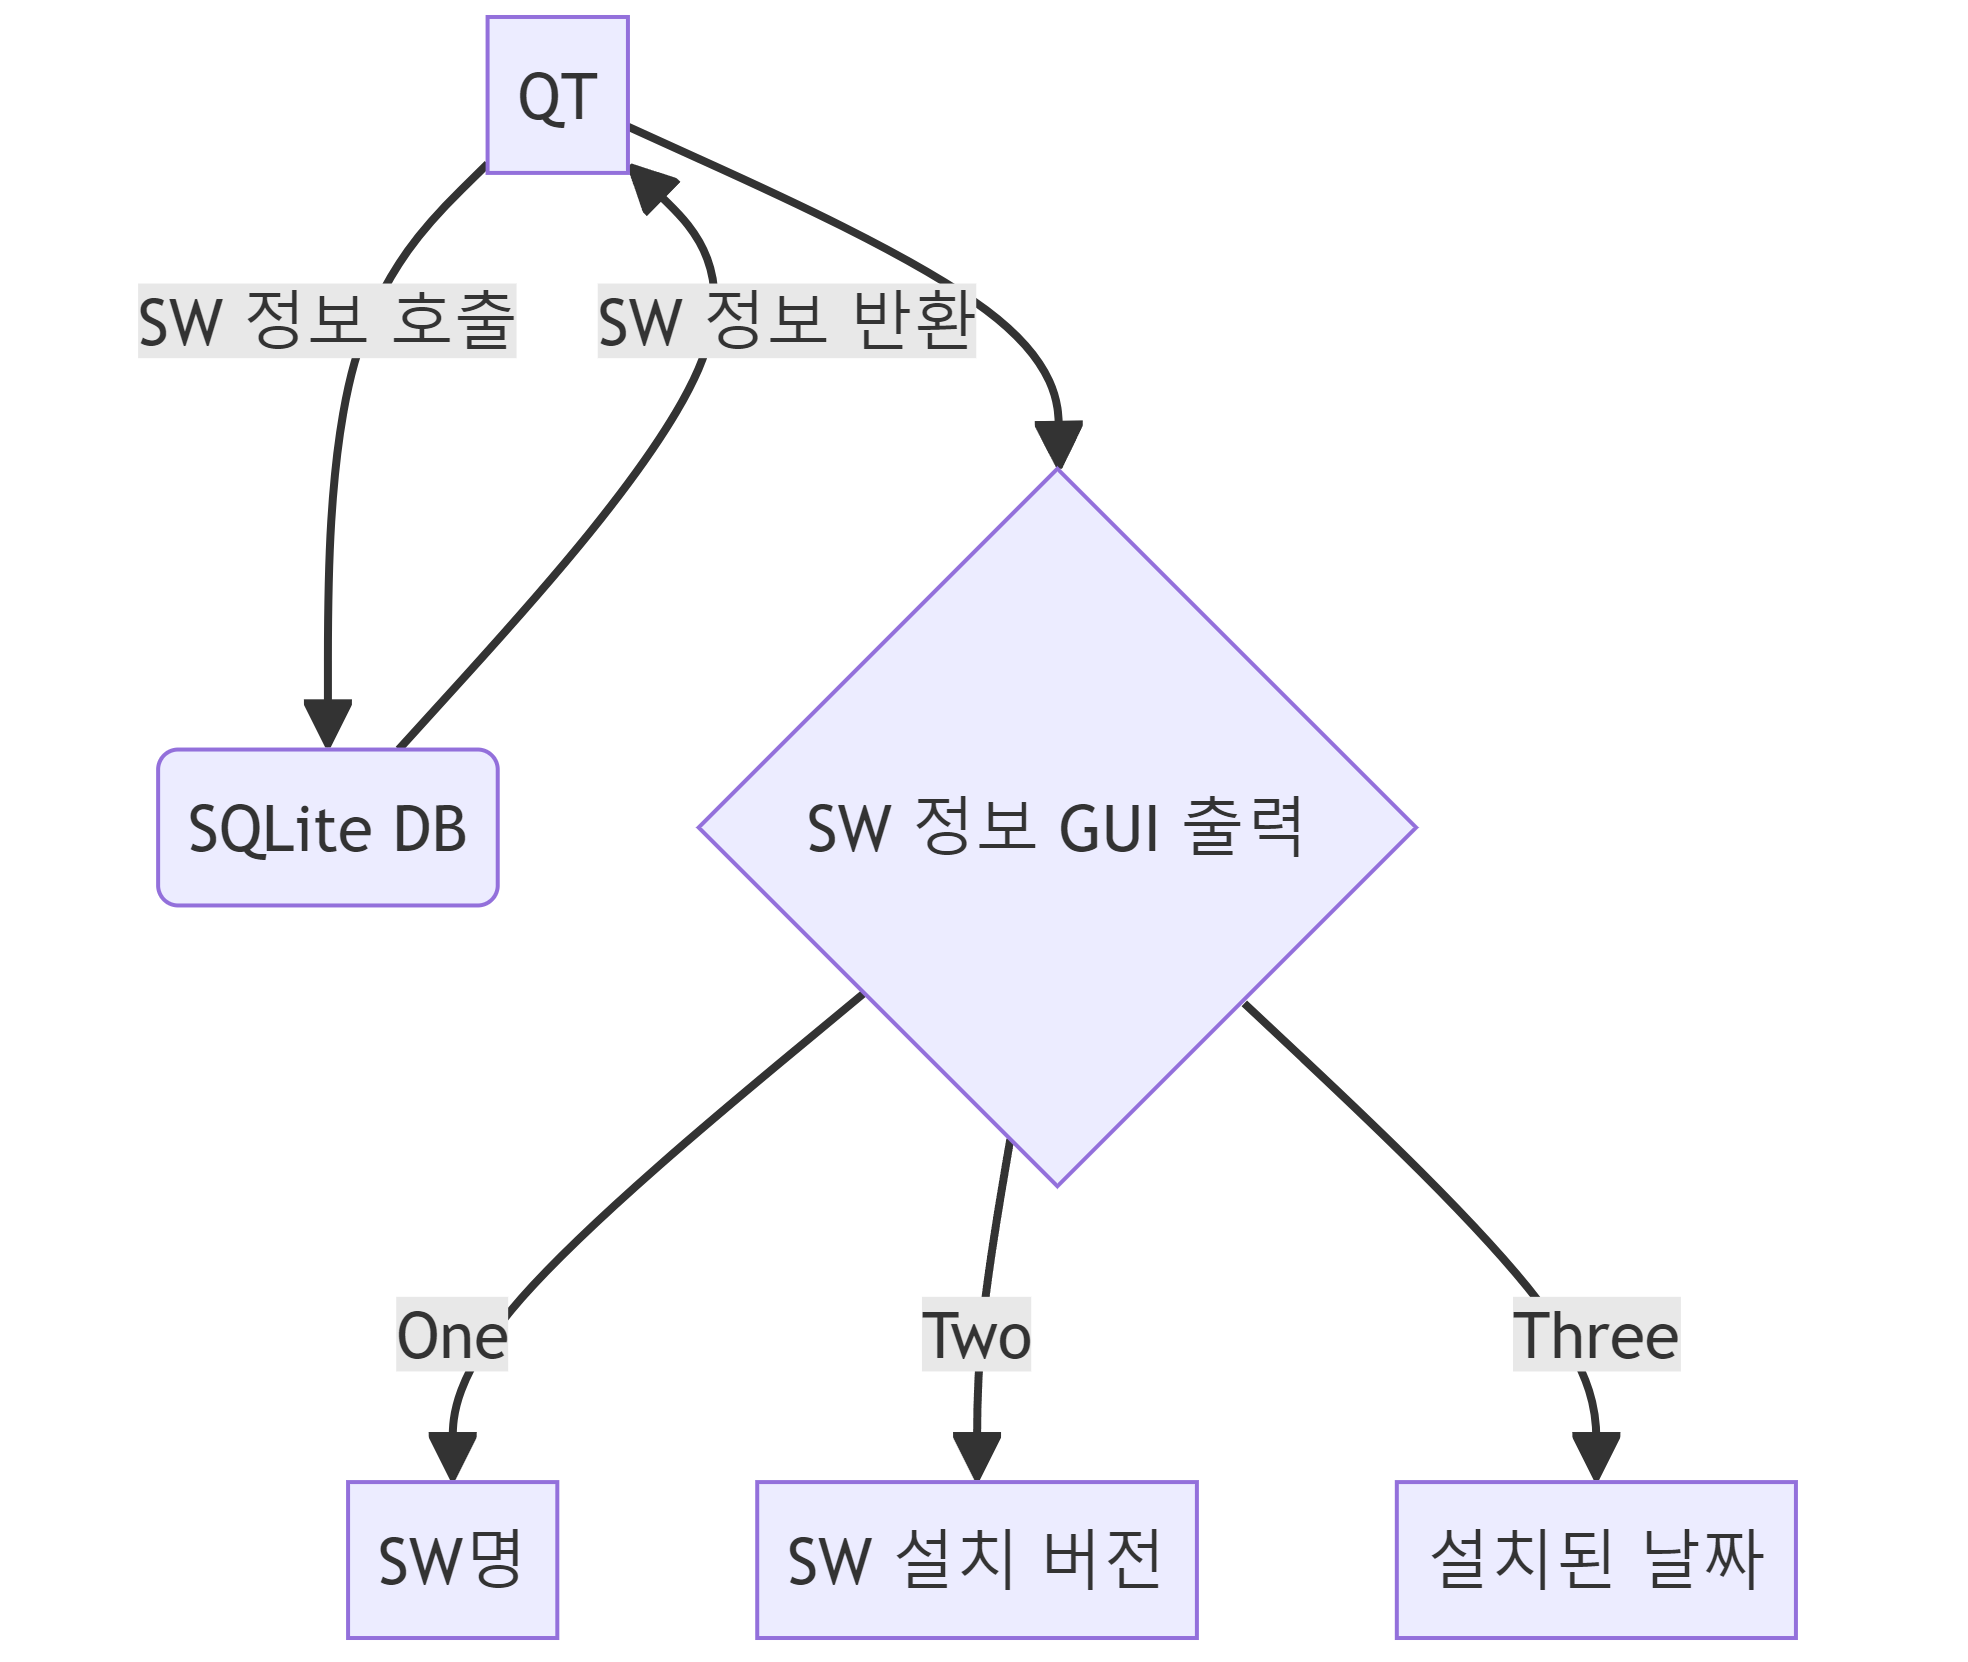 QT
SW 정보 호출
SW 정보 반환
SQLite DB
SW 정보 GUI 출력
One
Two
Three
SW명
SW 설치 버전
설치된 날짜